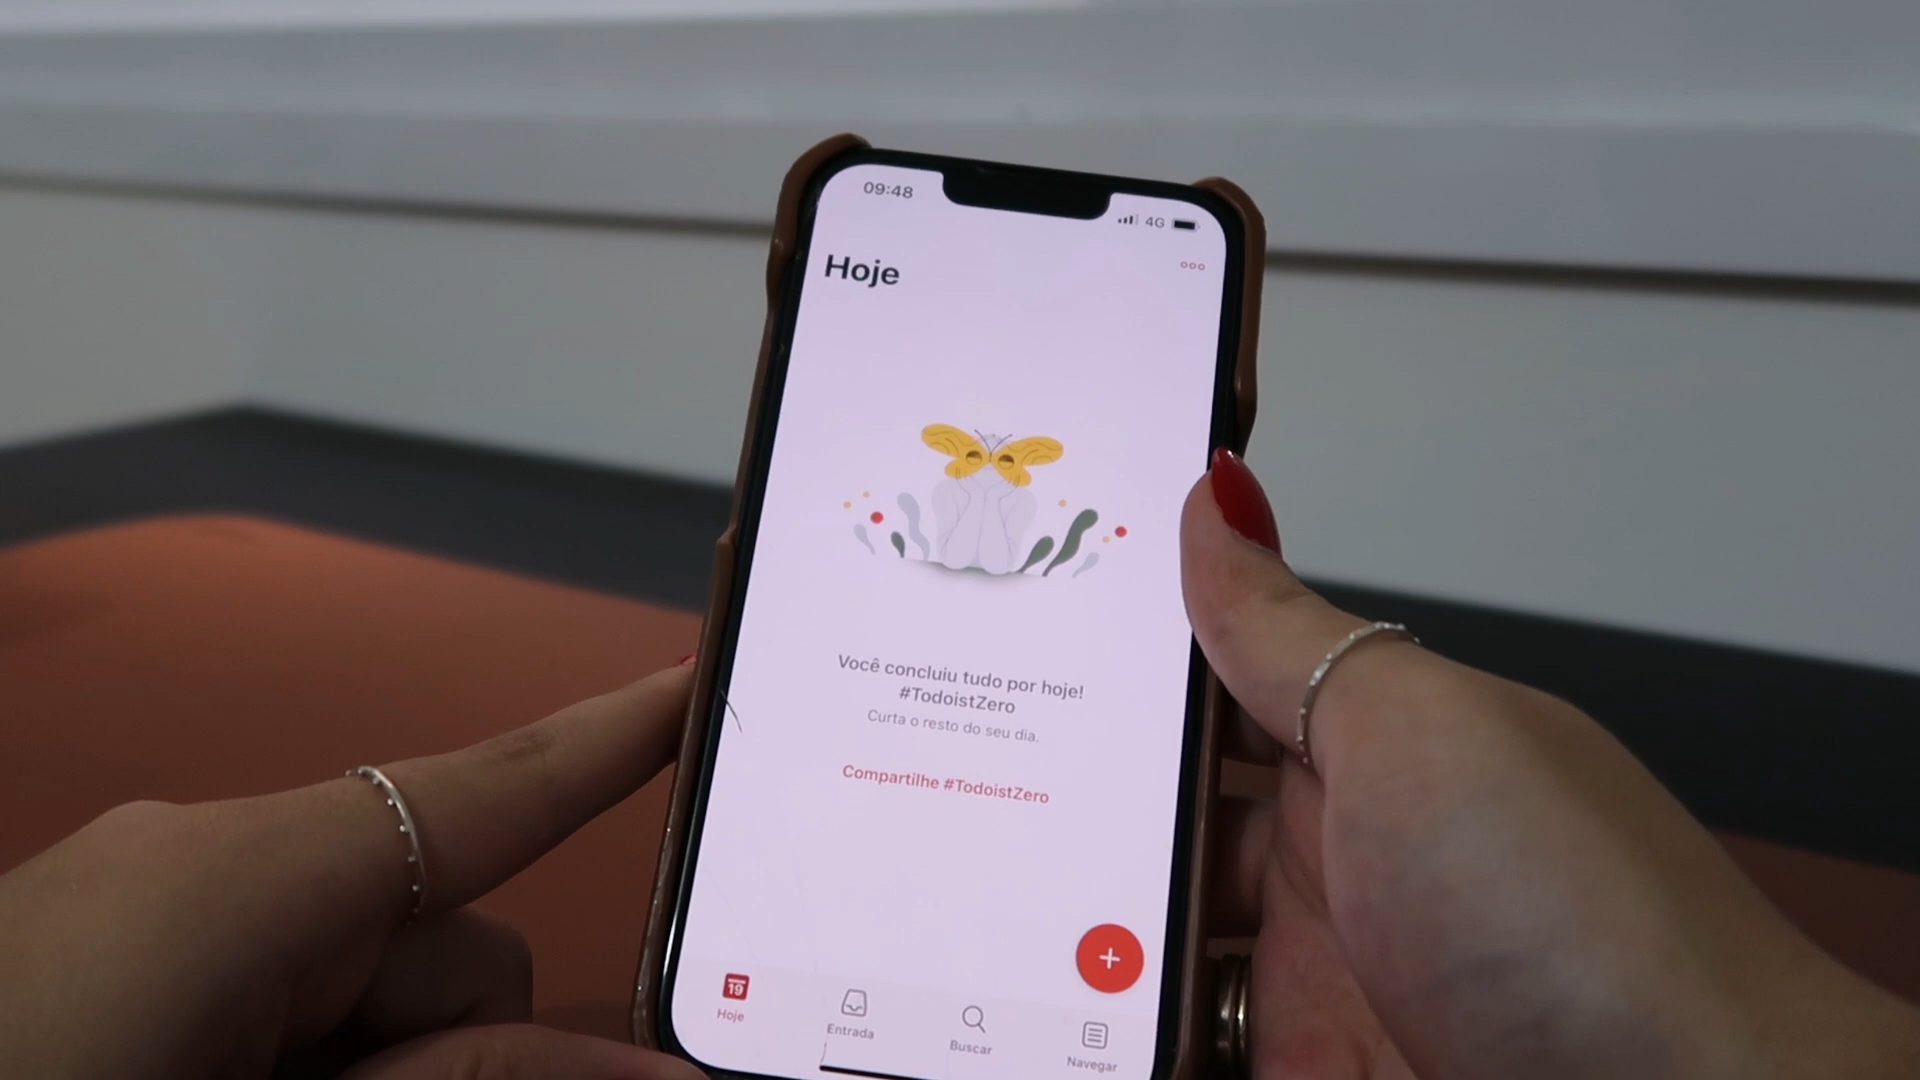 09:48
4G
Hoje
Você concluiu tudo por hoje!
#TodoistZero
Curta o resto do seu dia.
Compartilhe #TodoistZero
+
19
Hoje
Entrada
Buscar
Navegar